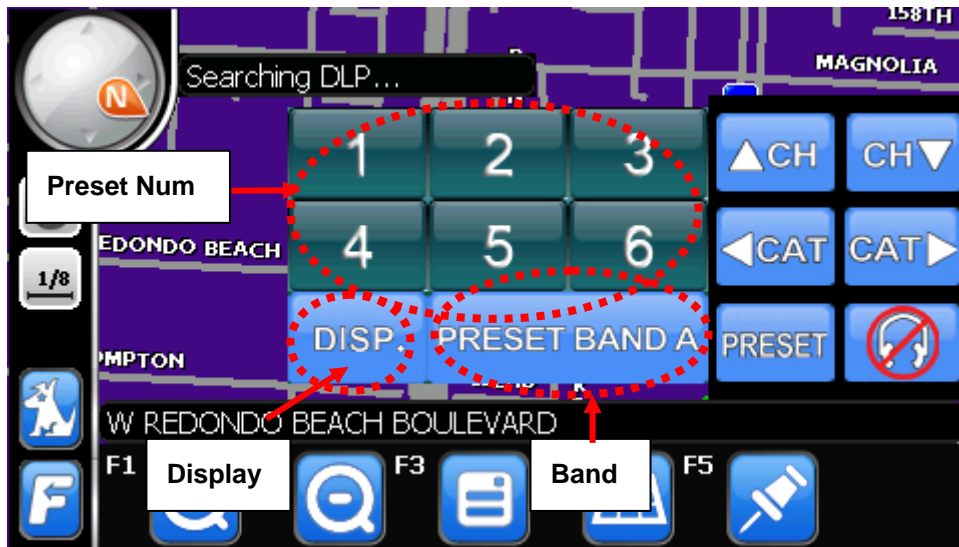 158TH
MAGNOLIA
N
Searching DLP...
1 2 3
△CH CH▽
Preset Num
EDONDO BEACH
4 5 6
◁CAT CAT▷
1/8
DISP. PRESET BAND A
PRESET
OMPTON
W REDONDO BEACH BOULEVARD
F1 F3 F5
Display
Band
F